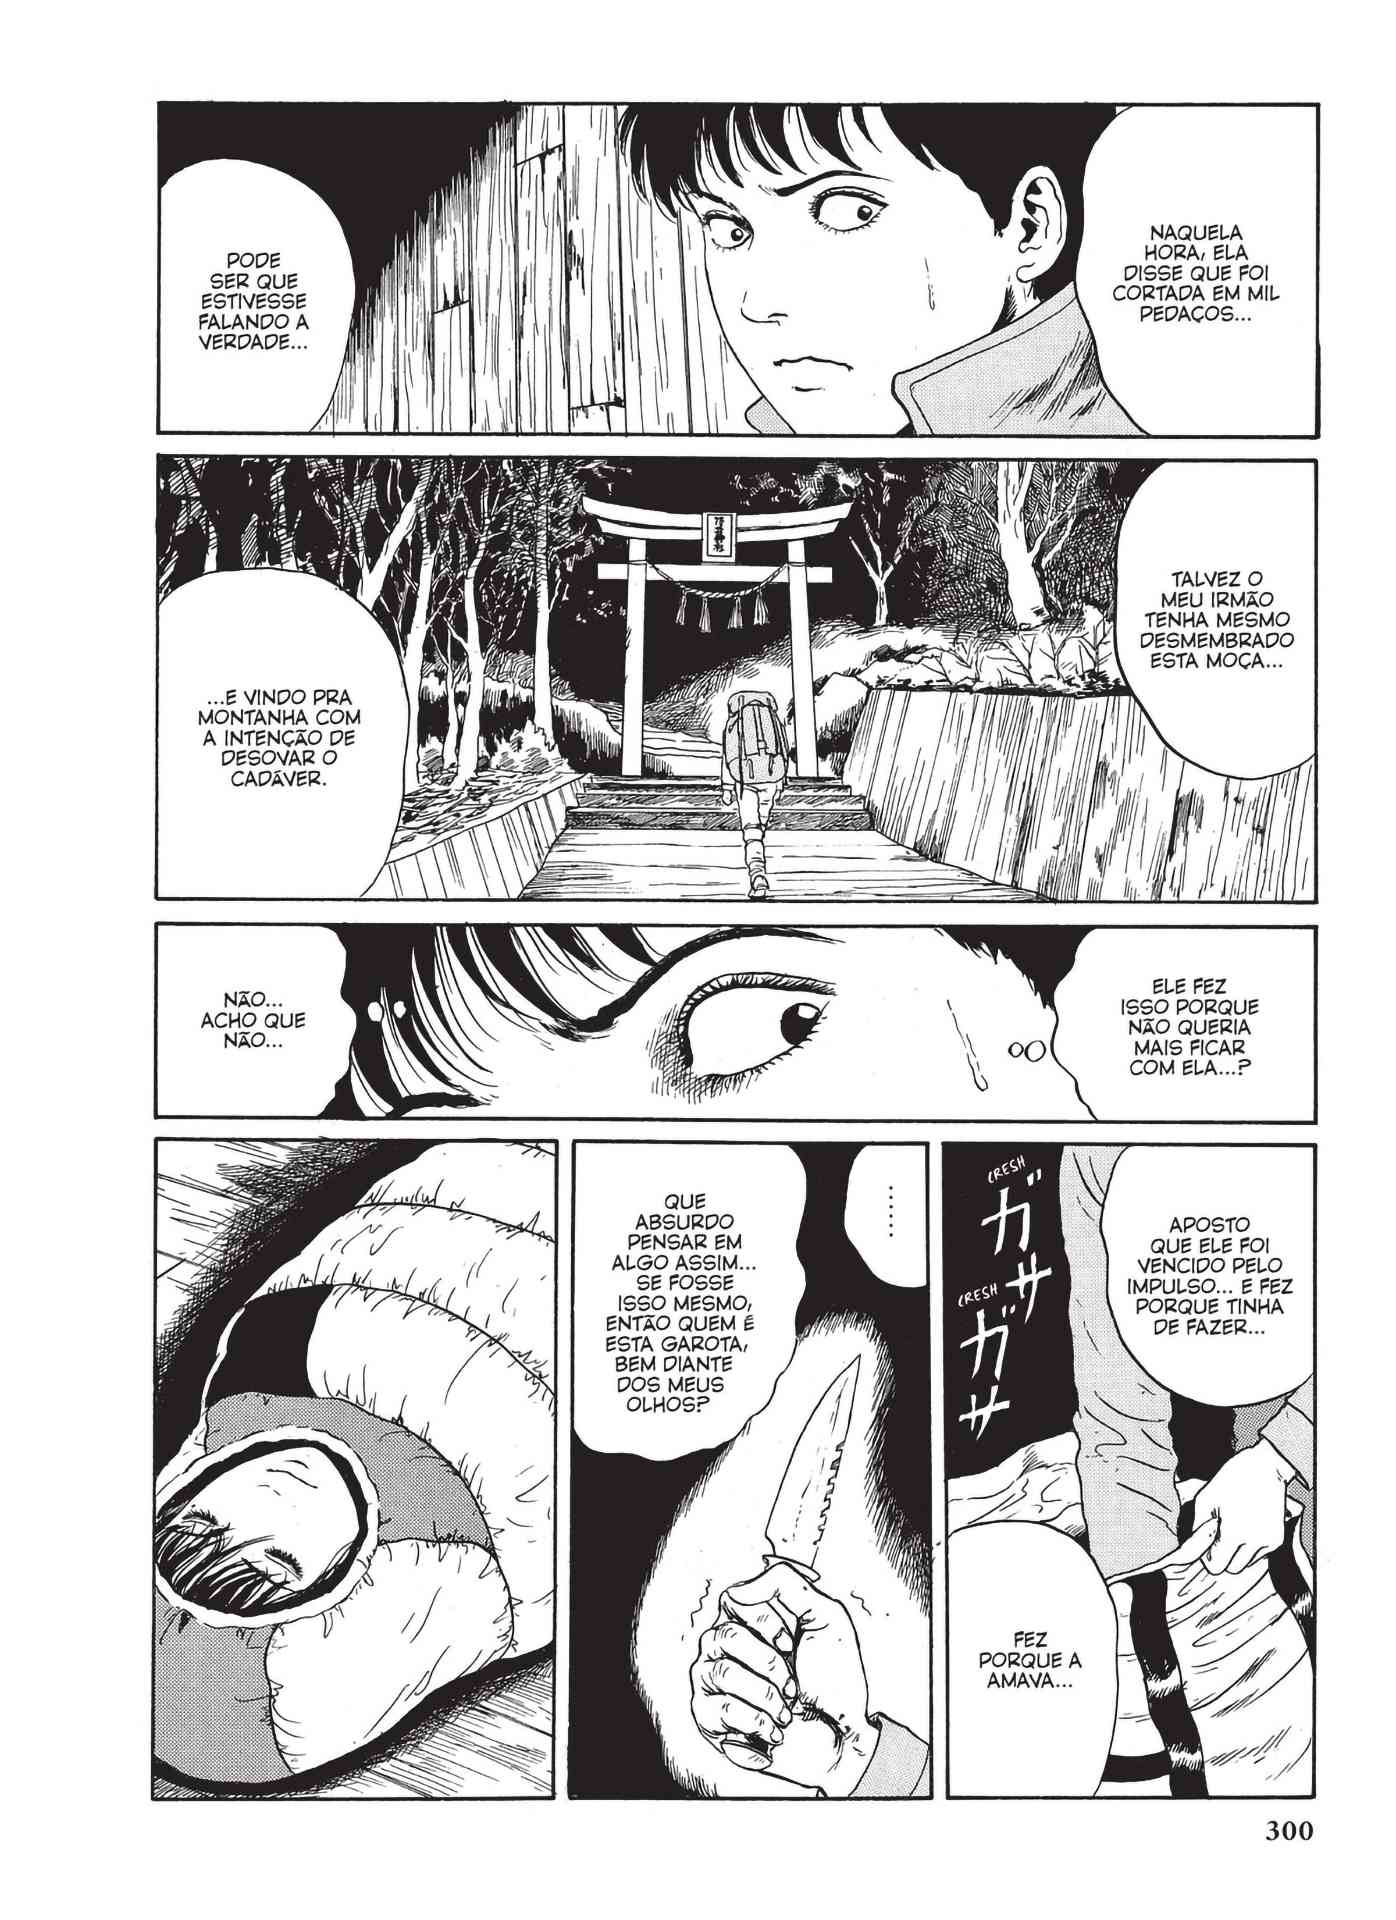 NAQUELA
HORA, ELA
DISSE QUE FOI
CORTADA EM MIL
PEDAÇOS...
PODE
SER QUE
ESTIVESSE
FALANDO A
VERDADE...
TALVEZ O
MEU IRMÃO
TENHA MESMO
DESMEMBRADO
ESTA MOÇA...
...E VINDO PRA
MONTANHA COM
A INTENÇÃO DE
DESOVAR O
CADÁVER.
ELE FEZ
ISSO PORQUE
NÃO QUERIA
MAIS FICAR
COM ELA...?
NÃO...
ACHO QUE
NÃO...
APOSTO
QUE ELE FOI
VENCIDO PELO
IMPULSO... E FEZ
PORQUE TINHA
DE FAZER...
CRESH
ガサ
CRESH
ガサ
FEZ
PORQUE A
AMAVA...
........
QUE
ABSURDO
PENSAR EM
ALGO ASSIM...
SE FOSSE
ISSO MESMO,
ENTÃO QUEM É
ESTA GAROTA,
BEM DIANTE
DOS MEUS
OLHOS?
300